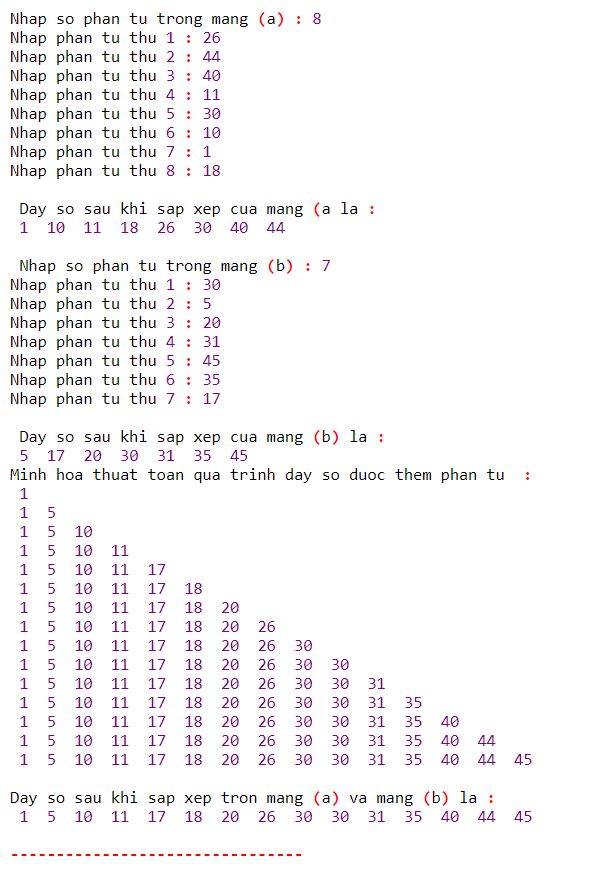 Nhap so phan tu trong mang (a) : 8
Nhap phan tu thu 1 : 26
Nhap phan tu thu 2 : 44
Nhap phan tu thu 3 : 40
Nhap phan tu thu 4 : 11
Nhap phan tu thu 5 : 30
Nhap phan tu thu 6 : 10
Nhap phan tu thu 7 : 1
Nhap phan tu thu 8 : 18
Day so sau khi sap xep cua mang (a la :
1 10 11 18 26 30 40 44
Nhap so phan tu trong mang (b) : 7
Nhap phan tu thu 1 : 30
Nhap phan tu thu 2 : 5
Nhap phan tu thu 3 : 20
Nhap phan tu thu 4 : 31
Nhap phan tu thu 5 : 45
Nhap phan tu thu 6 : 35
Nhap phan tu thu 7 : 17
Day so sau khi sap xep cua mang (b) la :
5 17 20 30 31 35 45
Minh hoa thuat toan qua trinh day so duoc them phan tu :
1
1 5
1 5 10
1 5 10 11
1 5 10 11 17
1 5 10 11 17 18
1 5 10 11 17 18 20
1 5 10 11 17 18 20 26
1 5 10 11 17 18 20 26 30
1 5 10 11 17 18 20 26 30 30
1 5 10 11 17 18 20 26 30 30 31
1 5 10 11 17 18 20 26 30 30 31 35
1 5 10 11 17 18 20 26 30 30 31 35 40
1 5 10 11 17 18 20 26 30 30 31 35 40 44
1 5 10 11 17 18 20 26 30 30 31 35 40 44 45
Day so sau khi sap xep tron mang (a) va mang (b) la :
1 5 10 11 17 18 20 26 30 30 31 35 40 44 45
--------------------------------